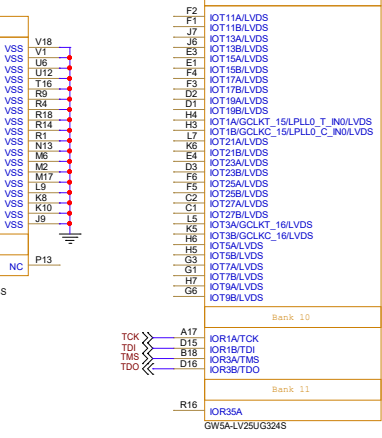 VSS V18
VSS V1
VSS U6
VSS U12
VSS T16
VSS R9
VSS R4
VSS R18
VSS R14
VSS R1
VSS N13
VSS M6
VSS M2
VSS M17
VSS L9
VSS K8
VSS K10
VSS J9
NC P13
S
F2 IOT11A/LVDS
F1 IOT11B/LVDS
J7 IOT13A/LVDS
J6 IOT13B/LVDS
E3 IOT15A/LVDS
E1 IOT15B/LVDS
F4 IOT17A/LVDS
F3 IOT17B/LVDS
D2 IOT19A/LVDS
D1 IOT19B/LVDS
H4 IOT1A/GCLKT_15/LPLL0_T_IN0/LVDS
H3 IOT1B/GCLKC_15/LPLL0_C_IN0/LVDS
L7 IOT21A/LVDS
K6 IOT21B/LVDS
E4 IOT23A/LVDS
D3 IOT23B/LVDS
F6 IOT25A/LVDS
F5 IOT25B/LVDS
C2 IOT27A/LVDS
C1 IOT27B/LVDS
L5 IOT3A/GCLKT_16/LVDS
K5 IOT3B/GCLKC_16/LVDS
H6 IOT5A/LVDS
H5 IOT5B/LVDS
G3 IOT7A/LVDS
G1 IOT7B/LVDS
H7 IOT9A/LVDS
G6 IOT9B/LVDS
Bank 10
TCK A17 IOR1A/TCK
TDI D15 IOR1B/TDI
TMS B18 IOR3A/TMS
TDO D16 IOR3B/TDO
Bank 11
R16 IOR35A
GW5A-LV25UG324S